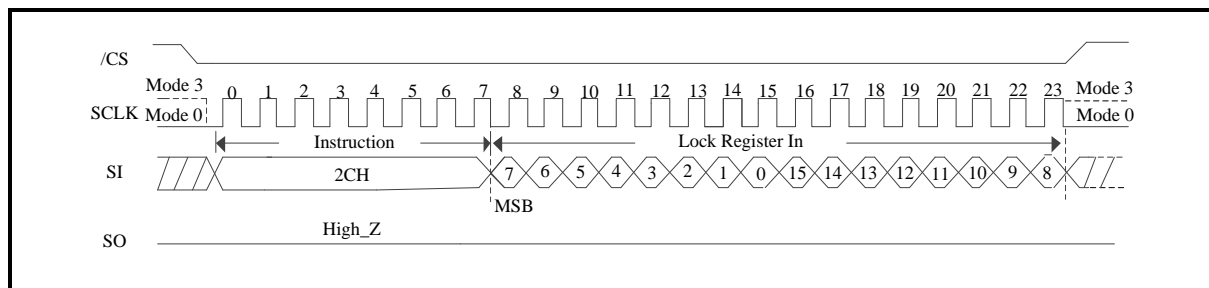 /CS
Mode 3 0 1 2 3 4 5 6 7 8 9 10 11 12 13 14 15 16 17 18 19 20 21 22 23 Mode 3
SCLK Mode 0 Mode 0
Instruction Lock Register In
SI 2CH 7 6 5 4 3 2 1 0 15 14 13 12 11 10 9 8
MSB
High_Z
SO